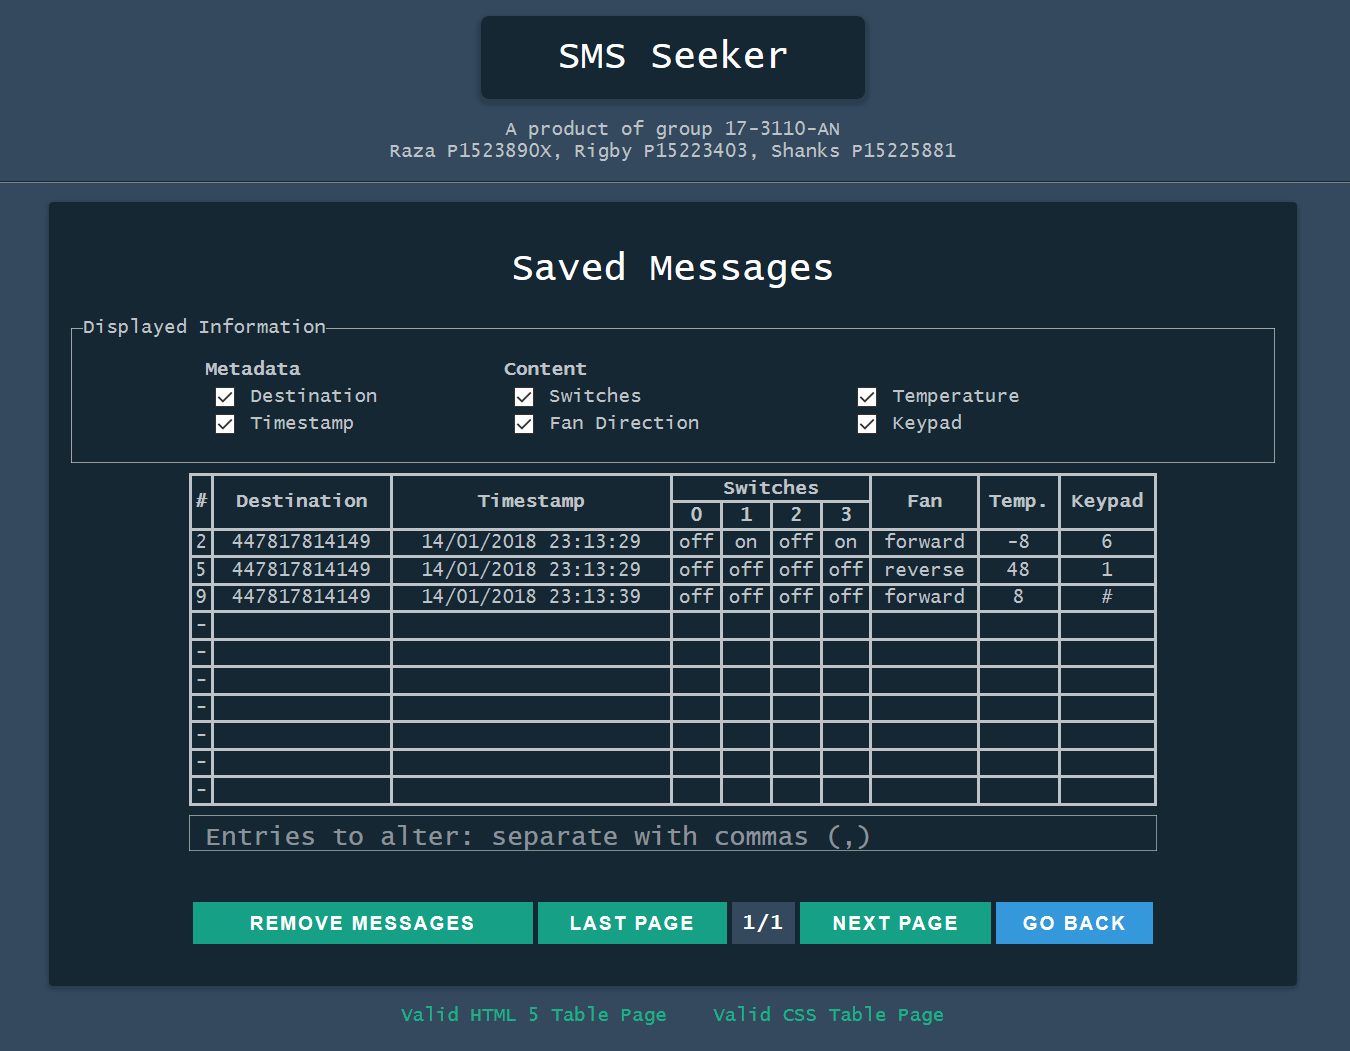 SMS Seeker
A product of group 17-3110-AN
Raza P1523890X, Rigby P15223403, Shanks P15225881
Saved Messages
Displayed Information
Metadata Content
Destination Switches Temperature
Timestamp Fan Direction Keypad
# Destination Timestamp Switches Fan Temp. Keypad
0 1 2 3
2 447817814149 14/01/2018 23:13:29 off on off on forward -8 6
5 447817814149 14/01/2018 23:13:29 off off off off reverse 48 1
9 447817814149 14/01/2018 23:13:39 off off off off forward 8 #
-
-
-
-
-
-
-
Entries to alter: separate with commas (,)
REMOVE MESSAGES LAST PAGE 1/1 NEXT PAGE GO BACK
Valid HTML 5 Table Page Valid CSS Table Page